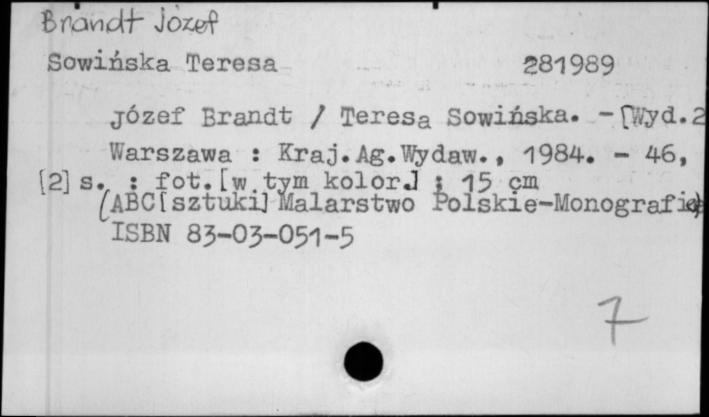 Brandt Józef
Sowińska Teresa 281989
Józef Brandt / Teresa Sowińska. - [Wyd.2
Warszawa : Kraj.Ag.Wydaw., 1984. - 46,
[2] s. : fot.[w tym kolor.] ; 15 cm
(ABC[sztuki] Malarstwo Polskie-Monografie)
ISBN 83-03-051-5
7